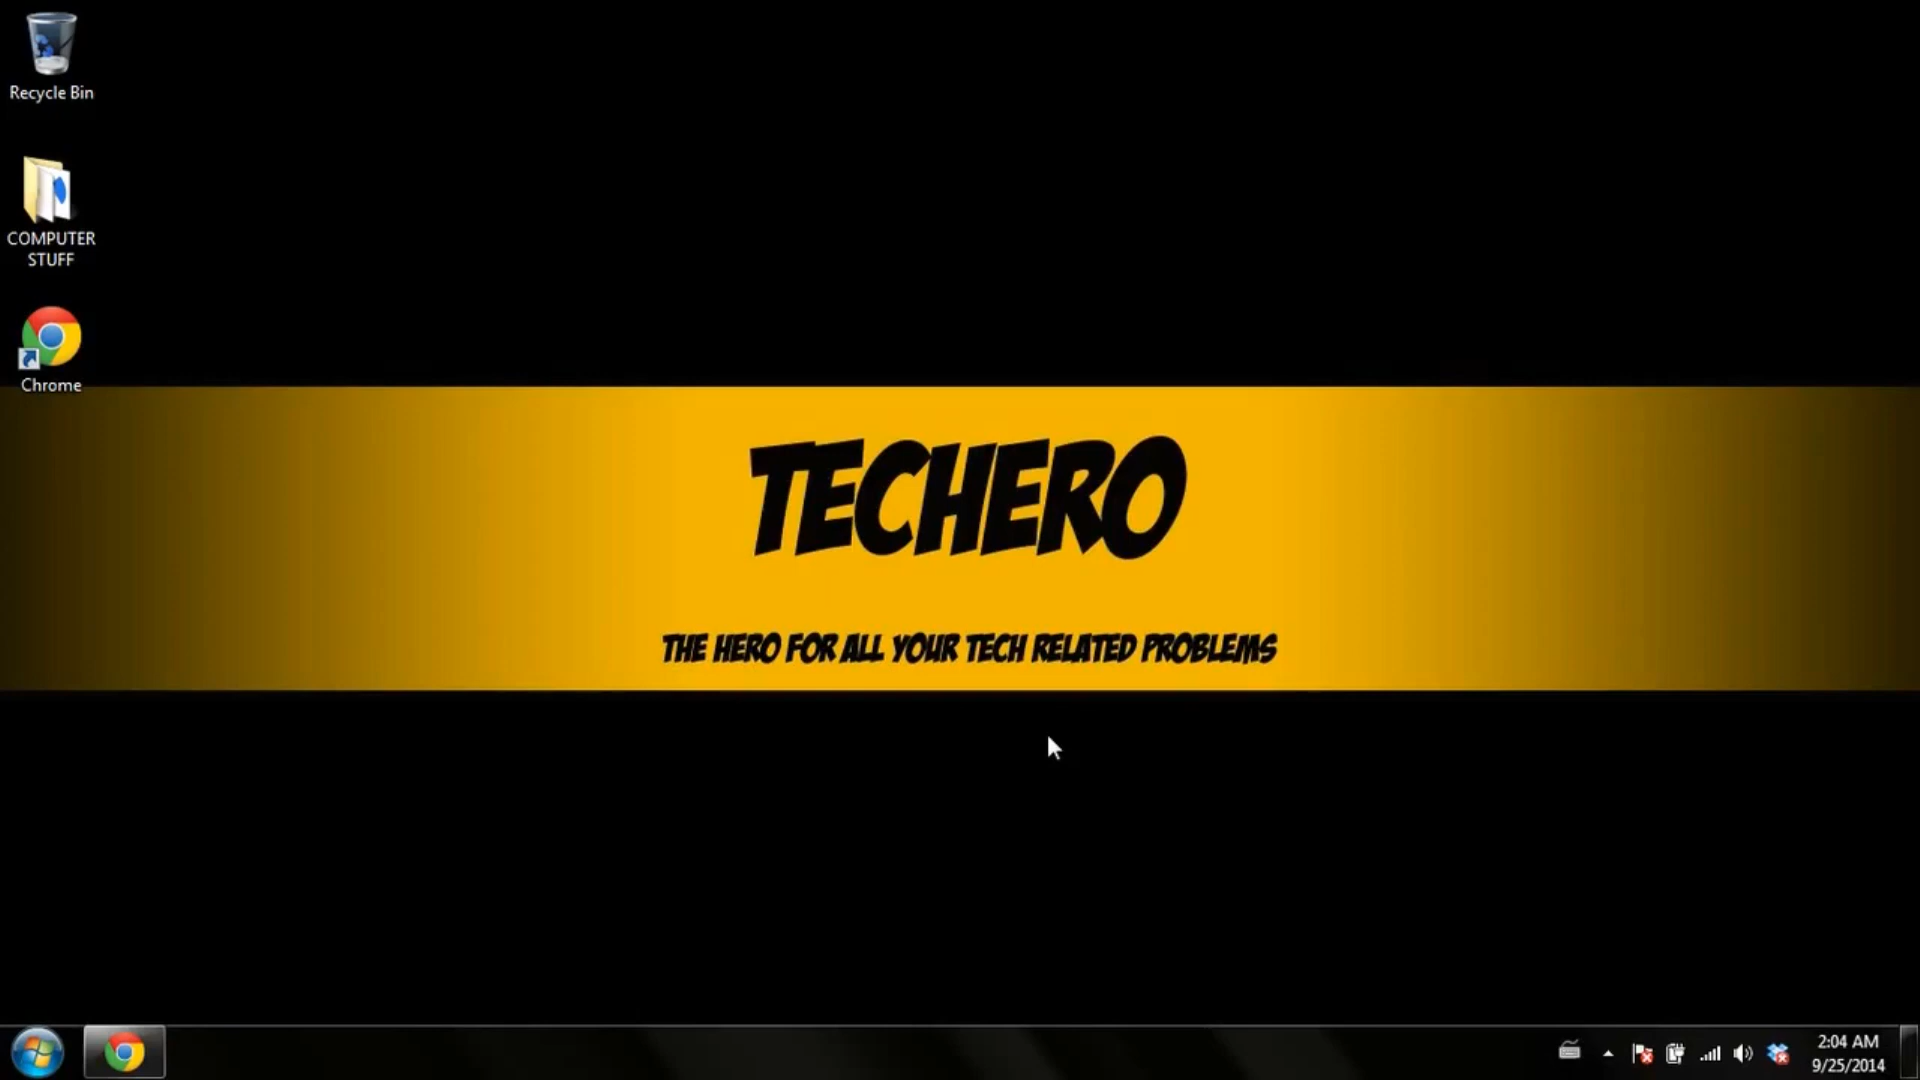 Recycle Bin
COMPUTER
STUFF
Chrome
TECHERO
THE HERO FOR ALL YOUR TECH RELATED PROBLEMS
2:04 AM
9/25/2014